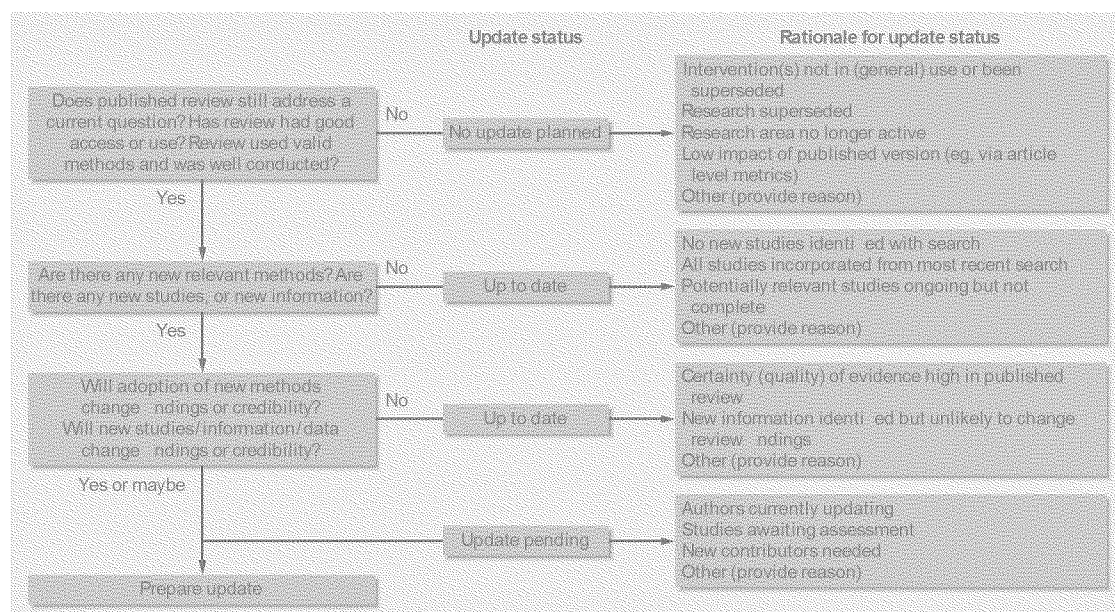 Update status
Rationale for update status
Does published review still address a
current question? Has review had good
access or use? Review used valid
methods and was well conducted?
No
No update planned
Intervention(s) not in (general) use or been
superseded
Research superseded
Research area no longer active
Low impact of published version (eg, via article
level metrics)
Other (provide reason)
Yes
Are there any new relevant methods? Are
there any new studies, or new information?
No
Up to date
No new studies identi ed with search
All studies incorporated from most recent search
Potentially relevant studies ongoing but not
complete
Other (provide reason)
Yes
Will adoption of new methods
change ndings or credibility?
Will new studies/information/data
change ndings or credibility?
No
Up to date
Certainty (quality) of evidence high in published
review
New information identi ed but unlikely to change
review ndings
Other (provide reason)
Yes or maybe
Update pending
Authors currently updating
Studies awaiting assessment
New contributors needed
Other (provide reason)
Prepare update